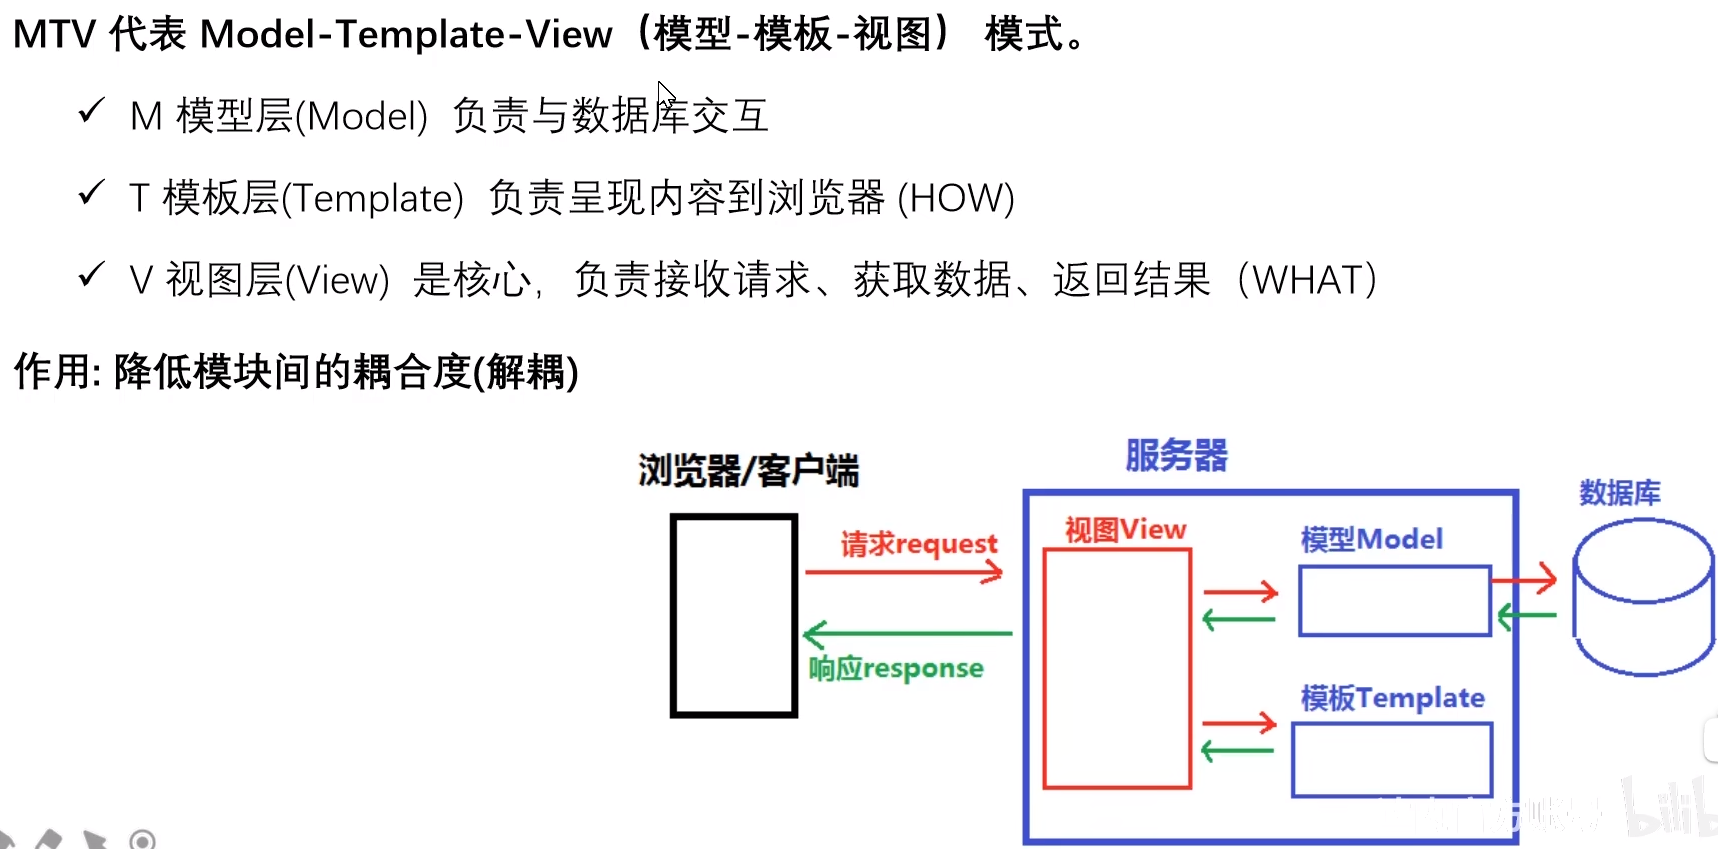 MTV 代表 Model-Template-View（模型-模板-视图） 模式。
✓ M 模型层(Model) 负责与数据库交互
✓ T 模板层(Template) 负责呈现内容到浏览器 (HOW)
✓ V 视图层(View) 是核心，负责接收请求、获取数据、返回结果（WHAT）
作用: 降低模块间的耦合度(解耦)
浏览器/客户端
服务器
数据库
请求request
视图View
模型Model
响应response
模板Template